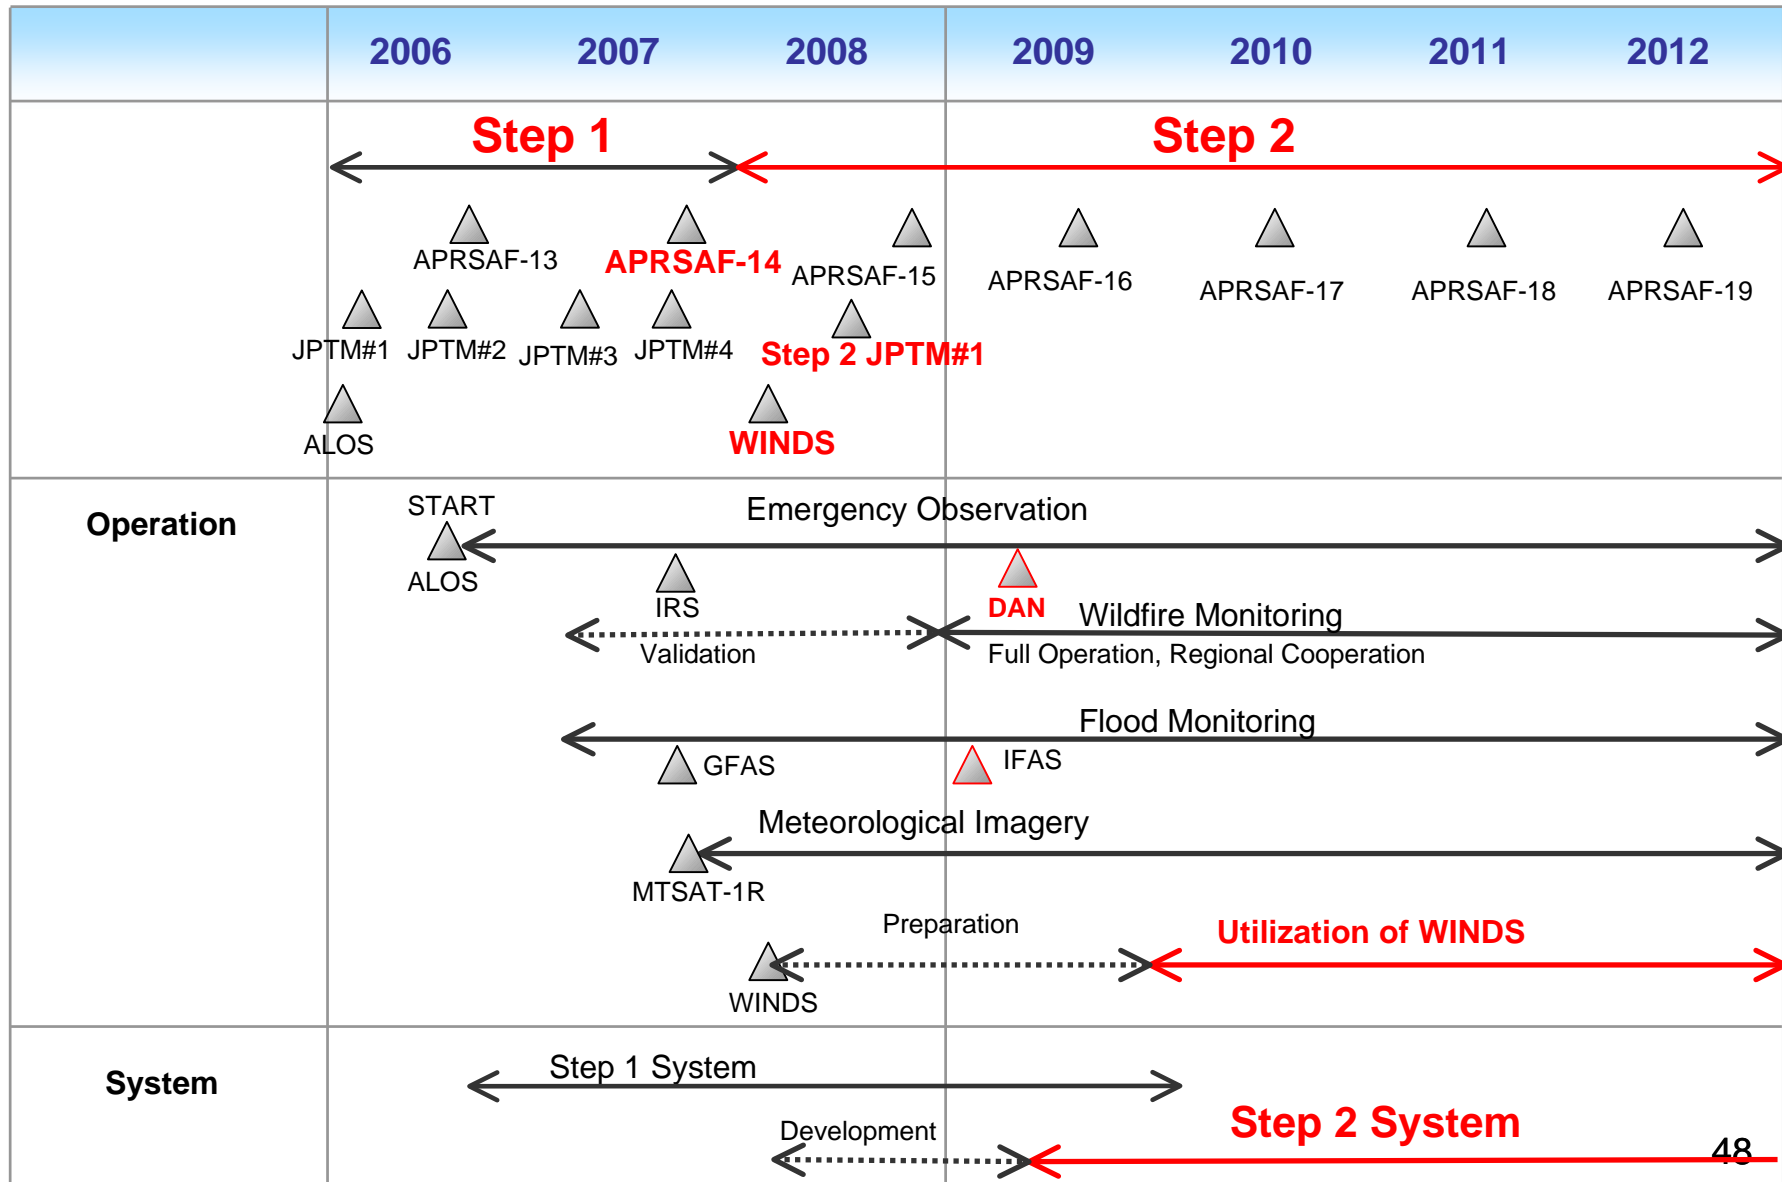 2006 2007 2008 2009 2010 2011 2012
Step 1 Step 2
APRSAF-13 APRSAF-14 APRSAF-15 APRSAF-16 APRSAF-17 APRSAF-18 APRSAF-19
JPTM#1 JPTM#2 JPTM#3 JPTM#4 Step 2 JPTM#1
ALOS WINDS
Operation
START Emergency Observation
ALOS IRS DAN
Wildfire Monitoring
Validation Full Operation, Regional Cooperation
Flood Monitoring
GFAS IFAS
Meteorological Imagery
MTSAT-1R
Preparation Utilization of WINDS
WINDS
System
Step 1 System
Development Step 2 System
48